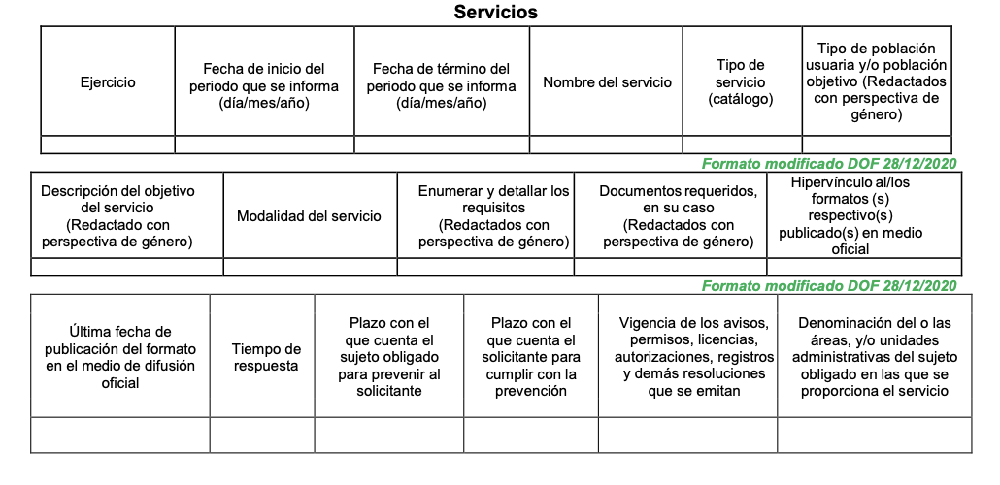 Servicios
Ejercicio
Fecha de inicio del
periodo que se informa
(día/mes/año)
Fecha de término del
periodo que se informa
(día/mes/año)
Nombre del servicio
Tipo de
servicio
(catálogo)
Tipo de población
usuaria y/o población
objetivo (Redactados
con perspectiva de
género)
Formato modificado DOF 28/12/2020
Descripción del objetivo
del servicio
(Redactado con
perspectiva de género)
Modalidad del servicio
Enumerar y detallar los
requisitos
(Redactados con
perspectiva de género)
Documentos requeridos,
en su caso
(Redactados con
perspectiva de género)
Hipervínculo al/los
formatos (s)
respectivo(s)
publicado(s) en medio
oficial
Formato modificado DOF 28/12/2020
Última fecha de
publicación del formato
en el medio de difusión
oficial
Tiempo de
respuesta
Plazo con el
que cuenta el
sujeto obligado
para prevenir al
solicitante
Plazo con el
que cuenta el
solicitante para
cumplir con la
prevención
Vigencia de los avisos,
permisos, licencias,
autorizaciones, registros
y demás resoluciones
que se emitan
Denominación del o las
áreas, y/o unidades
administrativas del sujeto
obligado en las que se
proporciona el servicio